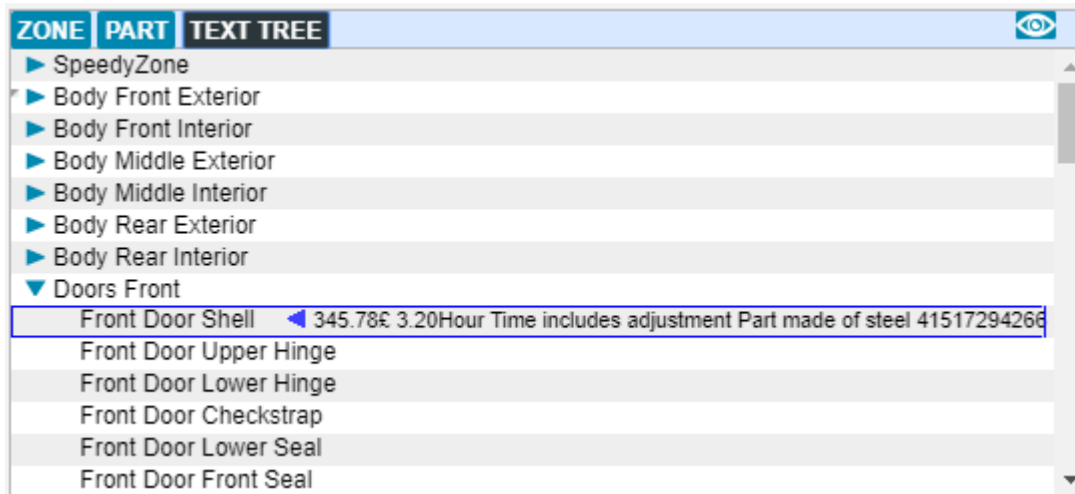 ZONE PART TEXT TREE
SpeedyZone
Body Front Exterior
Body Front Interior
Body Middle Exterior
Body Middle Interior
Body Rear Exterior
Body Rear Interior
Doors Front
Front Door Shell 345.78£ 3.20Hour Time includes adjustment Part made of steel 41517294266
Front Door Upper Hinge
Front Door Lower Hinge
Front Door Checkstrap
Front Door Lower Seal
Front Door Front Seal